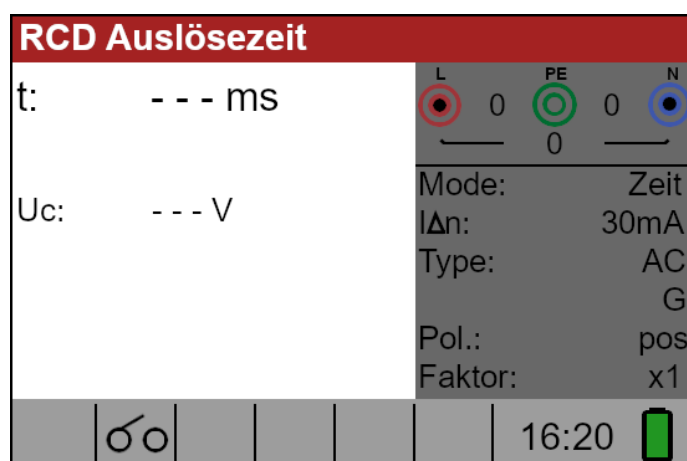 RCD Auslösezeit
t: - - - ms
Uc: - - - V
L PE N
0 0
0
Mode: Zeit
IΔn: 30mA
Type: AC
G
Pol.: pos
Faktor: x1
16:20